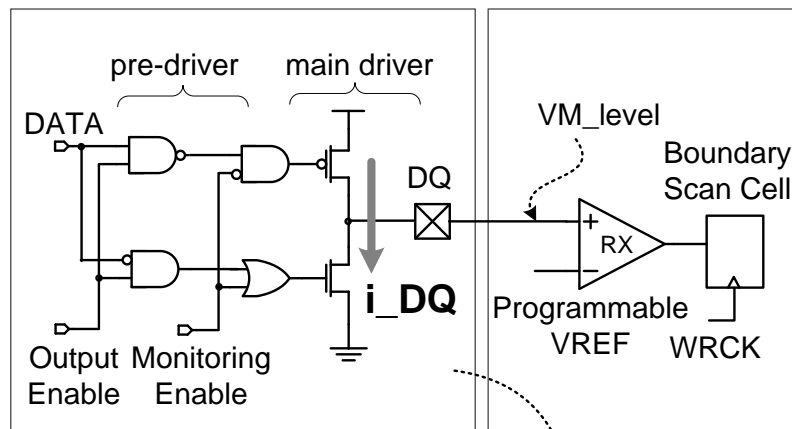 pre-driver
main driver
DATA
DQ
i_DQ
Output
Enable
Monitoring
Enable
VM_level
Boundary
Scan Cell
+
RX
−
Programmable
VREF
WRCK